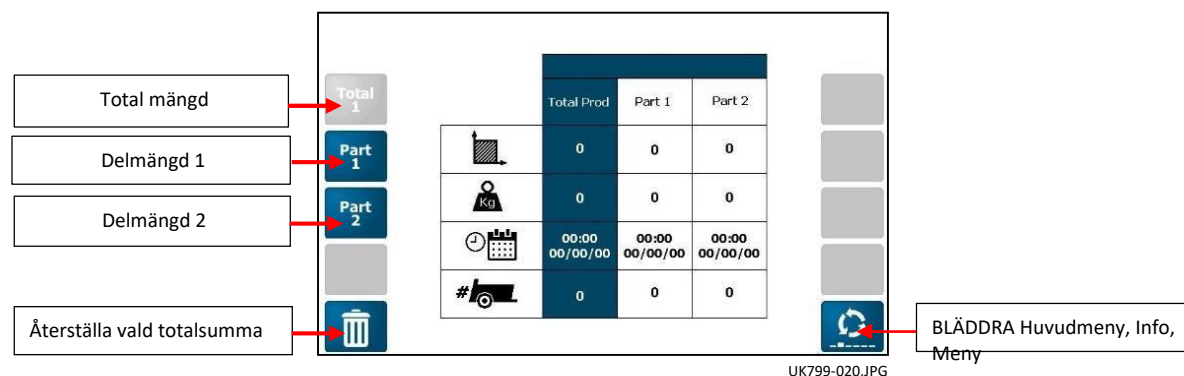 Total mängd
Delmängd 1
Delmängd 2
Återställa vald totalsumma
Total
1
Part
1
Part
2
Total Prod Part 1 Part 2
0 0 0
Kg
0 0 0
00:00 00:00 00:00
00/00/00 00/00/00 00/00/00
#
0 0 0
BLÄDDRA Huvudmeny, Info,
Meny
UK799-020.JPG